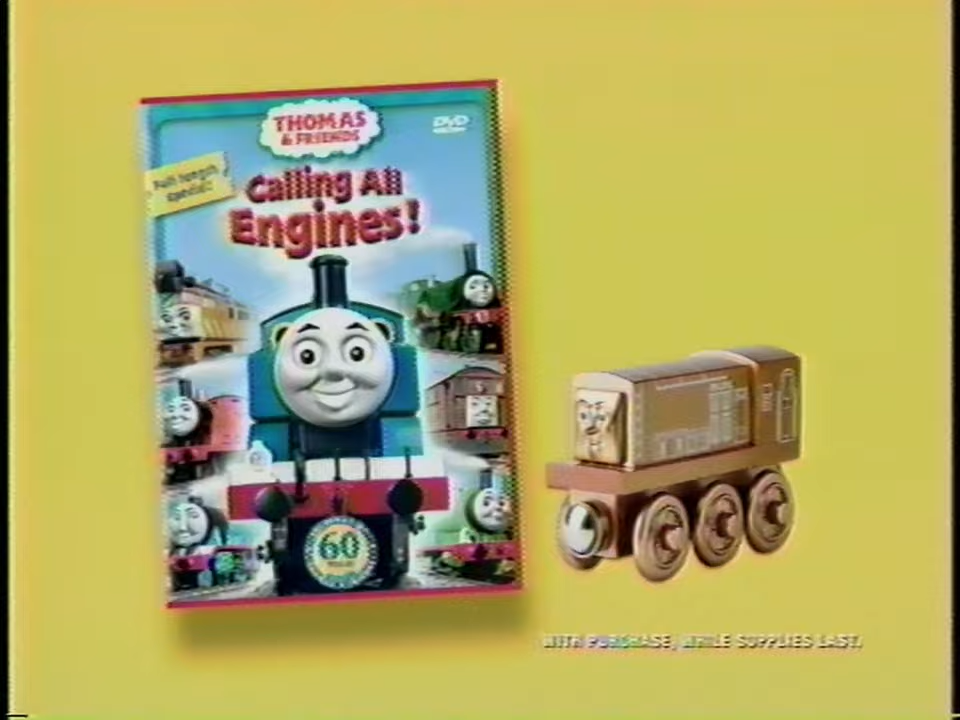 THOMAS
& FRIENDS
DVD
Full length
Special!
Calling All
Engines!
60
WITH PURCHASE, WHILE SUPPLIES LAST.